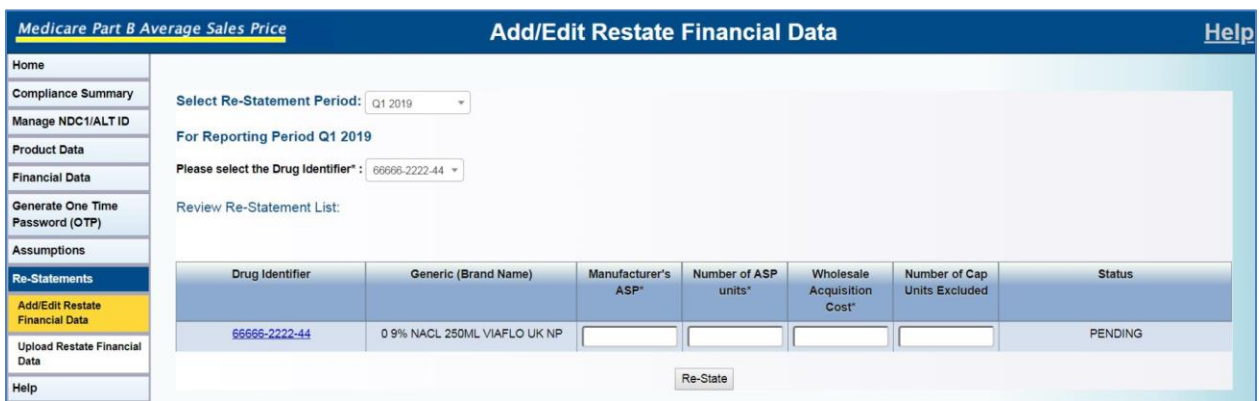 Medicare Part B Average Sales Price
Add/Edit Restate Financial Data
Help
Home
Compliance Summary
Manage NDC1/ALT ID
Product Data
Financial Data
Generate One Time
Password (OTP)
Assumptions
Re-Statements
Add/Edit Restate
Financial Data
Upload Restate Financial
Data
Help
Select Re-Statement Period: Q1 2019
For Reporting Period Q1 2019
Please select the Drug Identifier* : 66666-2222-44
Review Re-Statement List:
Drug Identifier
Generic (Brand Name)
Manufacturer's
ASP*
Number of ASP
units*
Wholesale
Acquisition
Cost*
Number of Cap
Units Excluded
Status
66666-2222-44
0 9% NACL 250ML VIAFLO UK NP
PENDING
Re-State